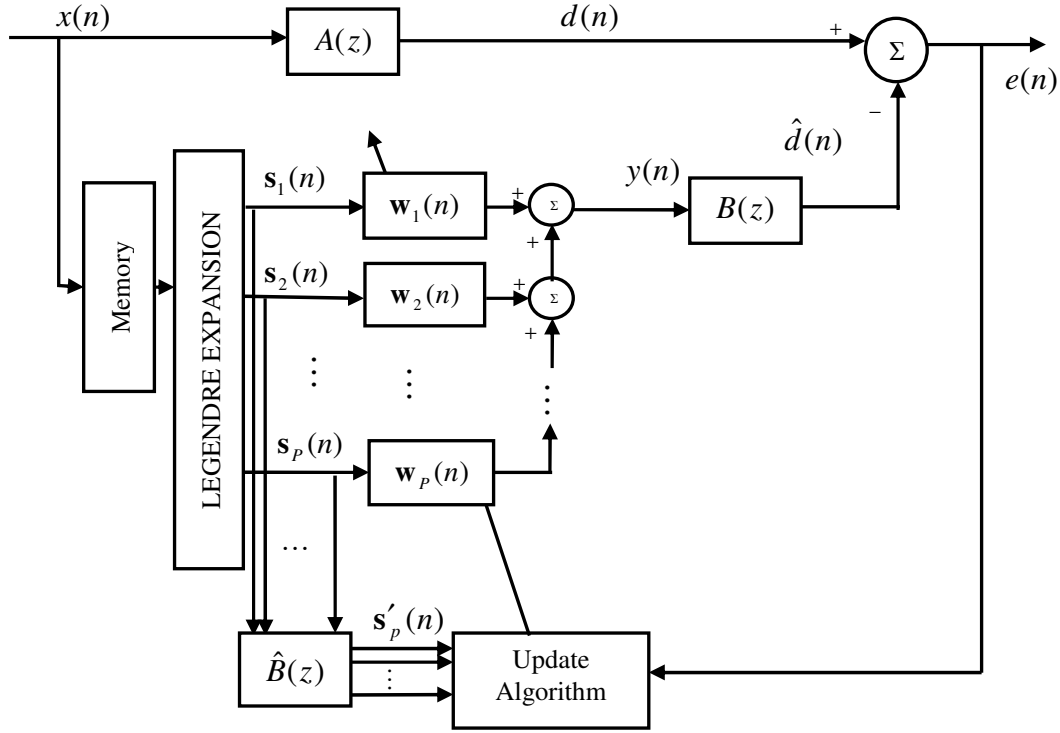 x(n)
A(z)
d(n)
+
Σ
e(n)
−
d̂(n)
Memory
LEGENDRE EXPANSION
s₁(n)
w₁(n)
+
Σ
+
y(n)
B(z)
s₂(n)
w₂(n)
+
Σ
+
⋮
⋮
⋮
s_P(n)
w_P(n)
...
B̂(z)
s′_p(n)
⋮
Update
Algorithm